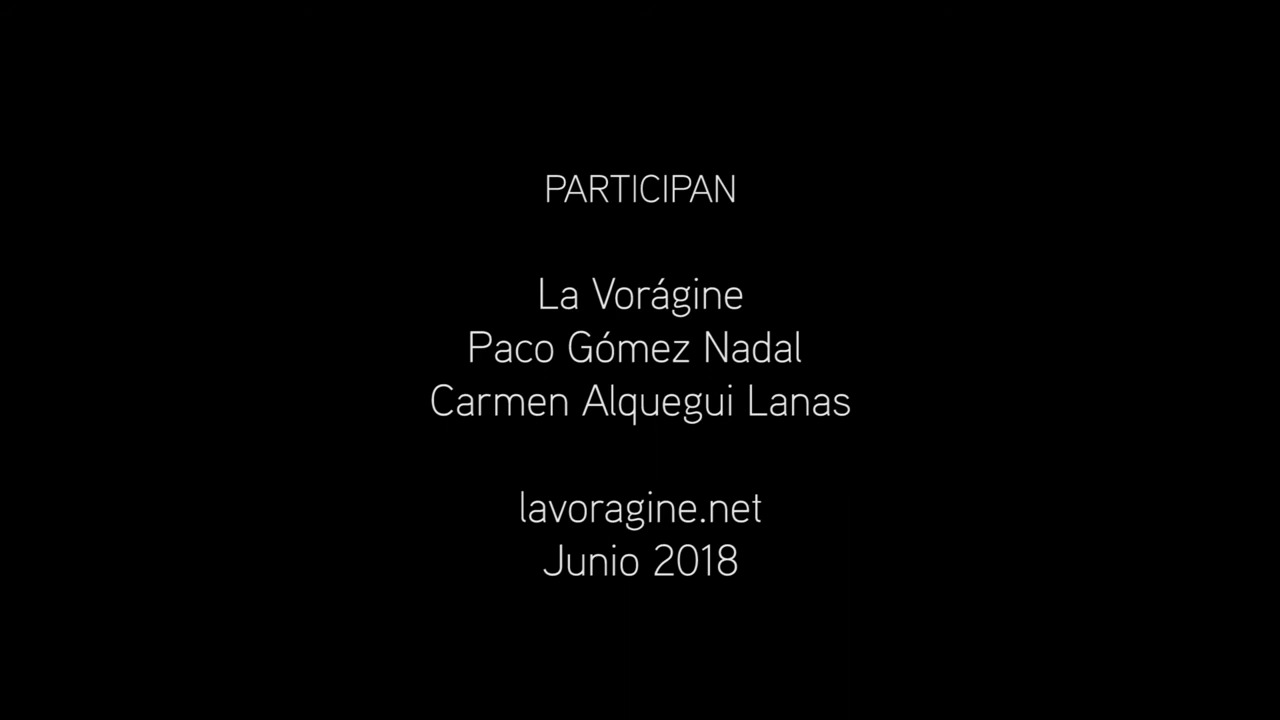 PARTICIPAN
La Vorágine
Paco Gómez Nadal
Carmen Alquegui Lanas
lavoragine.net
Junio 2018